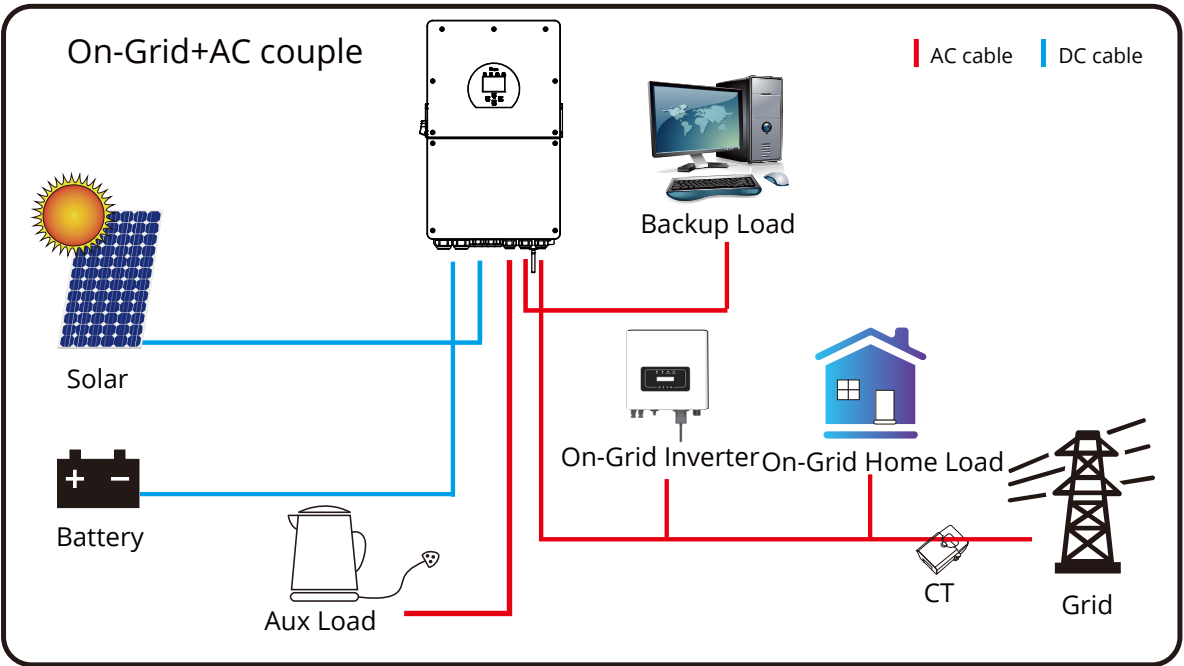 On-Grid+AC couple
AC cable
DC cable
Backup Load
Solar
On-Grid Inverter
On-Grid Home Load
Battery
Aux Load
CT
Grid